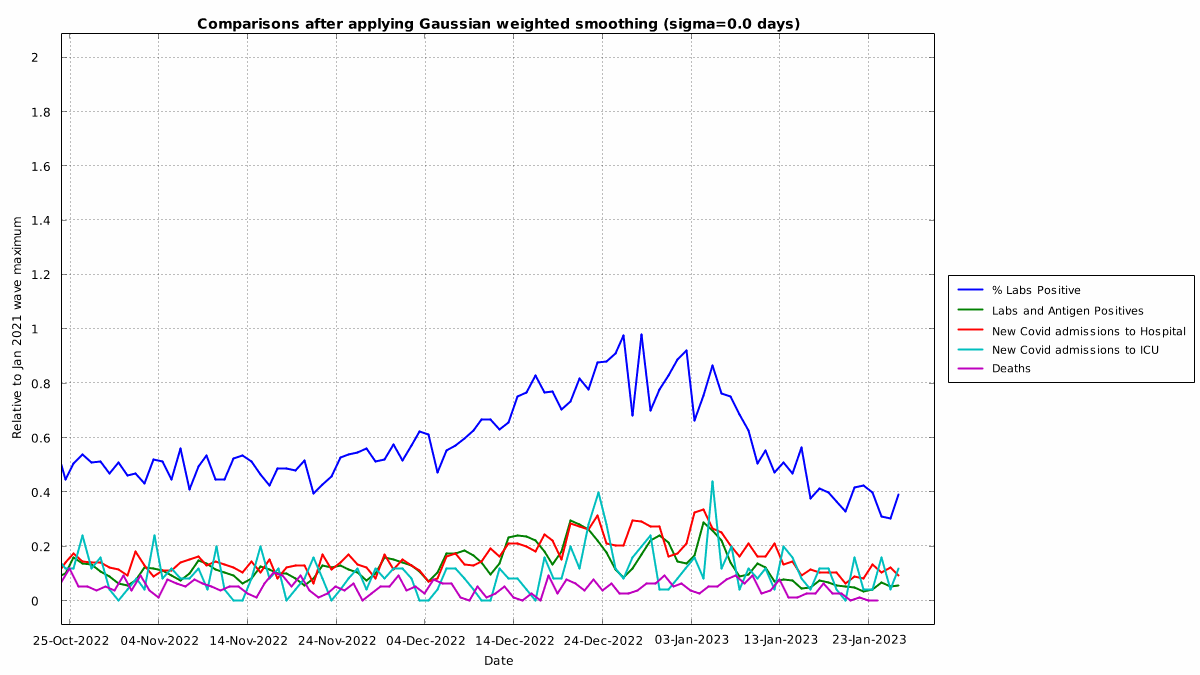 Comparisons after applying Gaussian weighted smoothing (sigma=0.0 days)
Relative to Jan 2021 wave maximum
2
1.8
1.6
1.4
1.2
1
0.8
0.6
0.4
0.2
0
25-Oct-2022 04-Nov-2022 14-Nov-2022 24-Nov-2022 04-Dec-2022 14-Dec-2022 24-Dec-2022 03-Jan-2023 13-Jan-2023 23-Jan-2023
Date
% Labs Positive
Labs and Antigen Positives
New Covid admissions to Hospital
New Covid admissions to ICU
Deaths